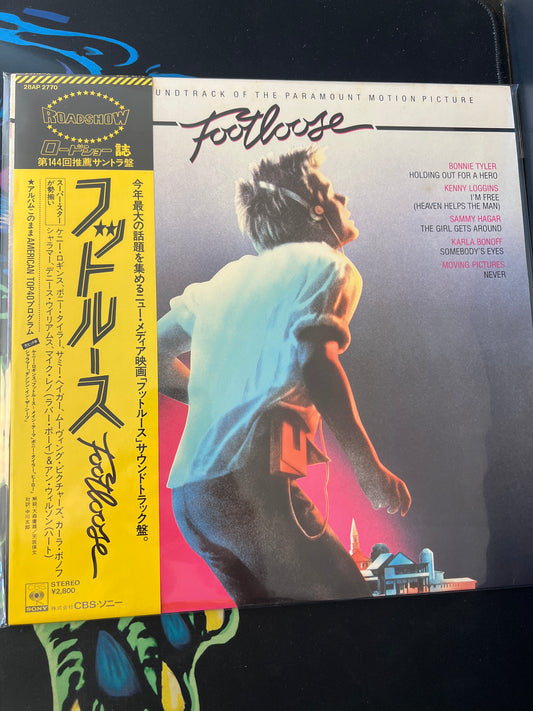 28AP 2770
ROADSHOW
ロードショー 誌
第144回推薦サントラ盤
スーパー・スター
が勢揃い
ケニー・ロギンス、ボニー・タイラー、サミー・ヘイガー、ムーヴィング・ピクチャーズ、カーラ・ボノフ
シャラマー、デニース・ウイリアムス、マイク・レノ(ラバー・ボーイ)&アン・ウィルソン(ハート)
★アルバムこのままAMERICAN TOP40プログラム
フットルース
Footloose
今年最大の話題を集めるニュー・メディア映画「フットルース」サウンド・トラック盤。
CBS
SONY
STEREO
¥2,800
株式会社CBS・ソニー
UNDTRACK OF THE PARAMOUNT MOTION PICTURE
Footloose
BONNIE TYLER
HOLDING OUT FOR A HERO
KENNY LOGGINS
I'M FREE
(HEAVEN HELPS THE MAN)
SAMMY HAGAR
THE GIRL GETS AROUND
KARLA BONOFF
SOMEBODY'S EYES
MOVING PICTURES
NEVER